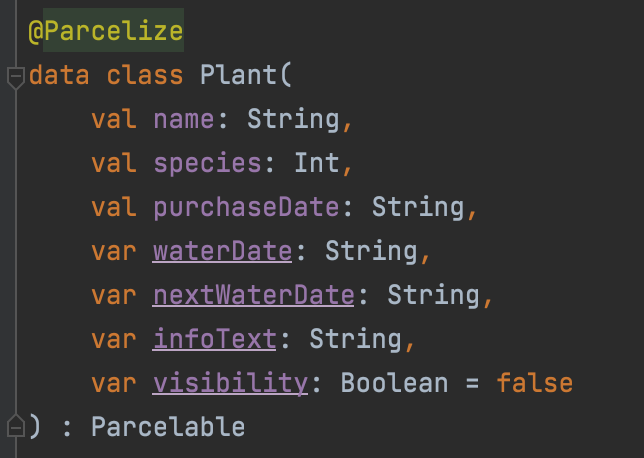 @Parcelize
data class Plant(
    val name: String,
    val species: Int,
    val purchaseDate: String,
    var waterDate: String,
    var nextWaterDate: String,
    var infoText: String,
    var visibility: Boolean = false
) : Parcelable